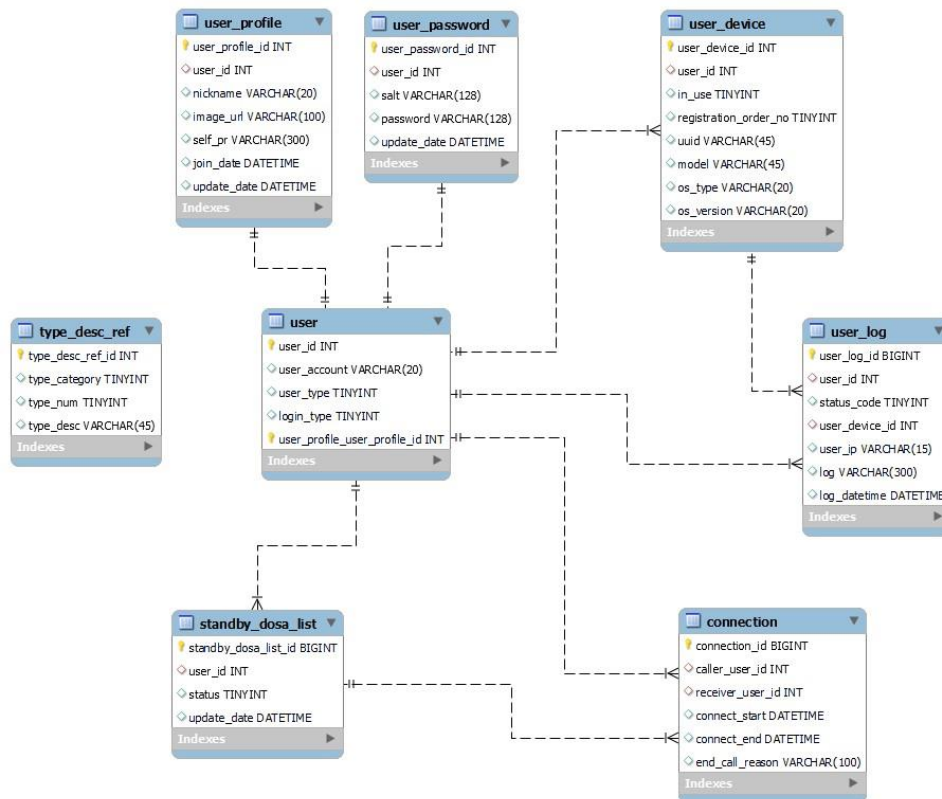 user_profile
user_profile_id INT
user_id INT
nickname VARCHAR(20)
image_url VARCHAR(100)
self_pr VARCHAR(300)
join_date DATETIME
update_date DATETIME
Indexes
user_password
user_password_id INT
user_id INT
salt VARCHAR(128)
password VARCHAR(128)
update_date DATETIME
Indexes
user_device
user_device_id INT
user_id INT
in_use TINYINT
registration_order_no TINYINT
uuid VARCHAR(45)
model VARCHAR(45)
os_type VARCHAR(20)
os_version VARCHAR(20)
Indexes
type_desc_ref
type_desc_ref_id INT
type_category TINYINT
type_num TINYINT
type_desc VARCHAR(45)
Indexes
user
user_id INT
user_account VARCHAR(20)
user_type TINYINT
login_type TINYINT
user_profile_user_profile_id INT
Indexes
user_log
user_log_id BIGINT
user_id INT
status_code TINYINT
user_device_id INT
user_ip VARCHAR(15)
log VARCHAR(300)
log_datetime DATETIME
Indexes
standby_dosa_list
standby_dosa_list_id BIGINT
user_id INT
status TINYINT
update_date DATETIME
Indexes
connection
connection_id BIGINT
caller_user_id INT
receiver_user_id INT
connect_start DATETIME
connect_end DATETIME
end_call_reason VARCHAR(100)
Indexes